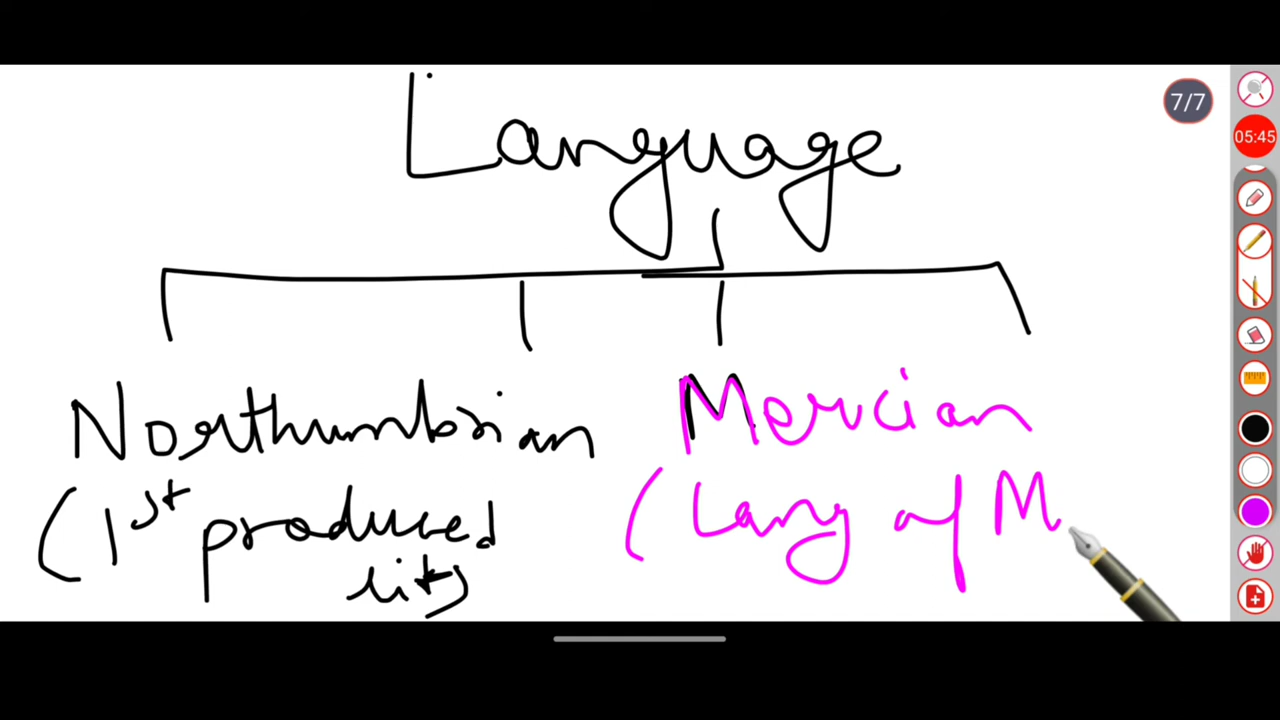 7/7
Language
05:45
Northumbrian Mercian
(1st produced (Lang of M
lit)